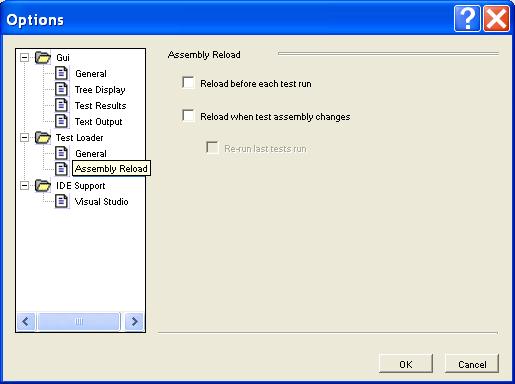 Options
Gui
General
Tree Display
Test Results
Text Output
Test Loader
General
Assembly Reload
IDE Support
Visual Studio
Assembly Reload
Reload before each test run
Reload when test assembly changes
Re-run last tests run
OK
Cancel